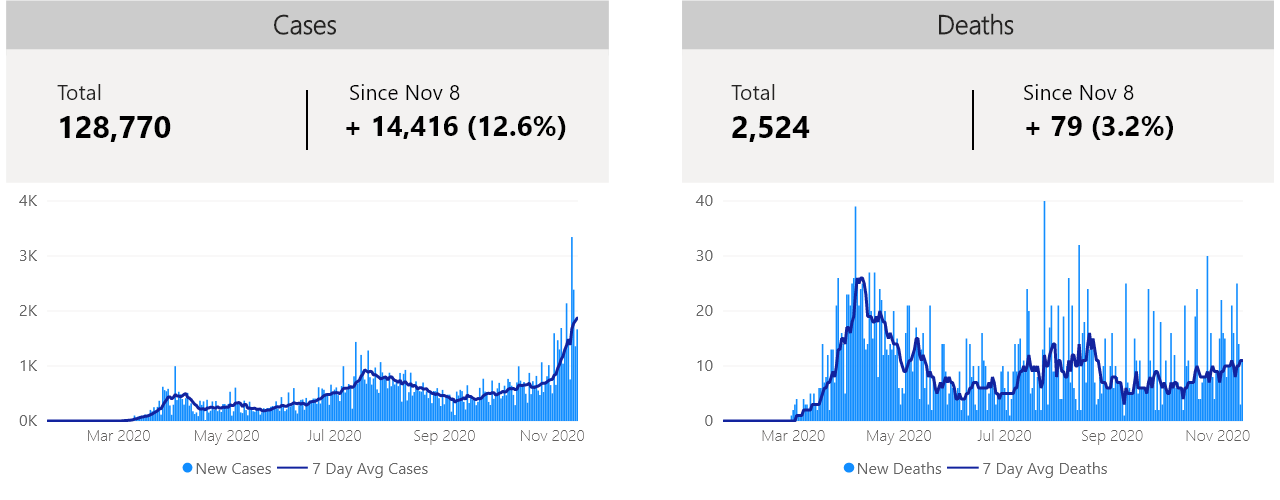 Cases
Total
128,770
Since Nov 8
+ 14,416 (12.6%)
4K
3K
2K
1K
0K
Mar 2020 May 2020 Jul 2020 Sep 2020 Nov 2020
New Cases 7 Day Avg Cases
Deaths
Total
2,524
Since Nov 8
+ 79 (3.2%)
40
30
20
10
0
Mar 2020 May 2020 Jul 2020 Sep 2020 Nov 2020
New Deaths 7 Day Avg Deaths